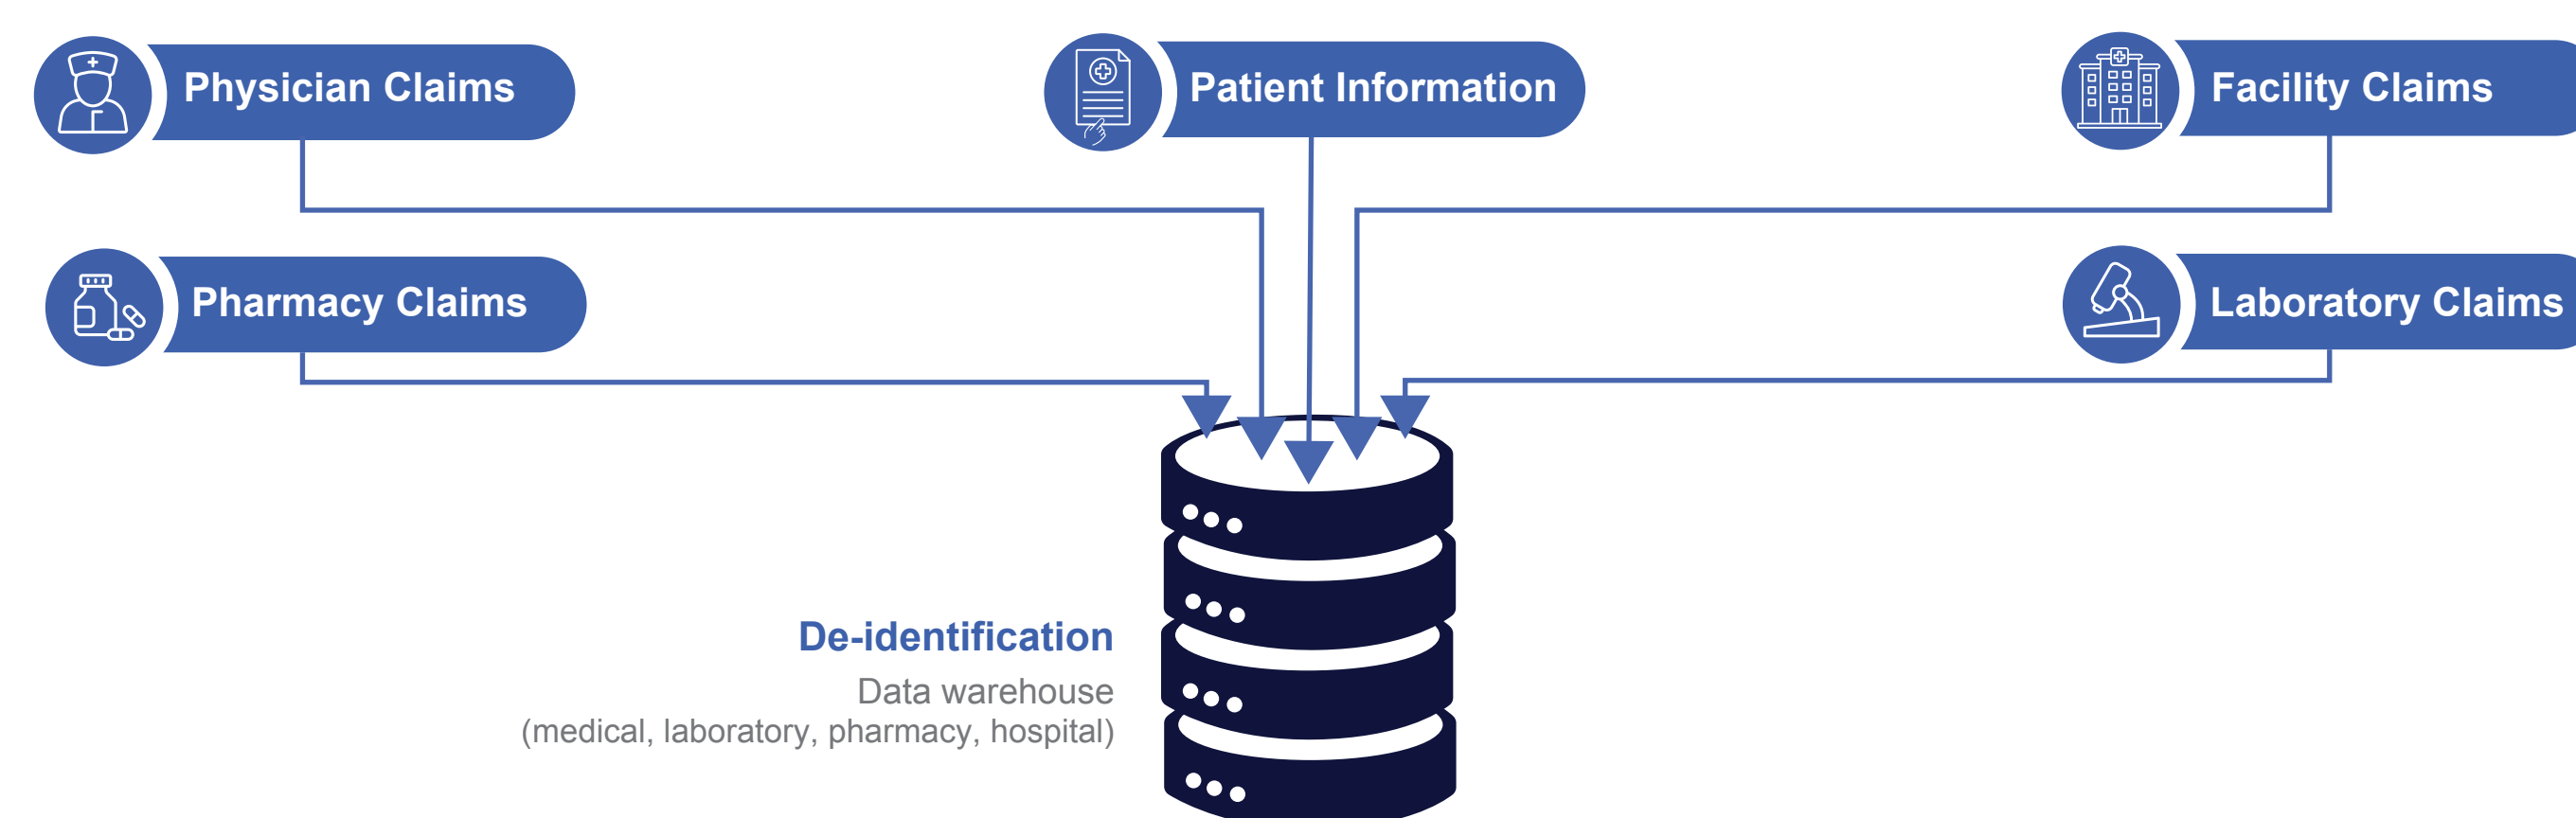 Physician Claims
Patient Information
Facility Claims
Pharmacy Claims
Laboratory Claims
De-identification
Data warehouse
(medical, laboratory, pharmacy, hospital)